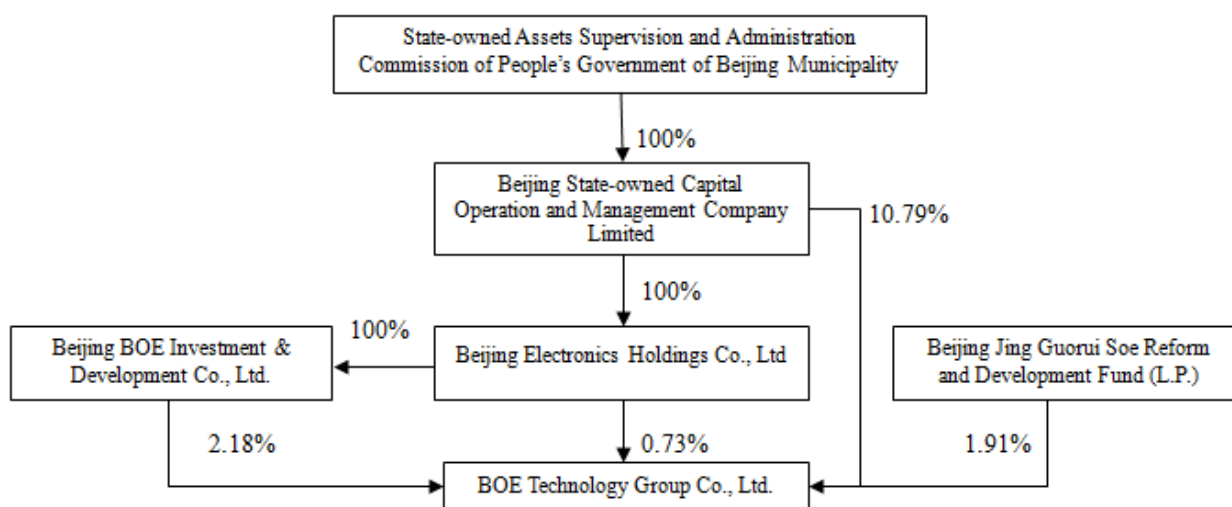 State-owned Assets Supervision and Administration
Commission of People's Government of Beijing Municipality
100%
Beijing State-owned Capital
Operation and Management Company
Limited
10.79%
100%
Beijing BOE Investment &
Development Co., Ltd.
100%
Beijing Electronics Holdings Co., Ltd
Beijing Jing Guorui Soe Reform
and Development Fund (L.P.)
2.18%
0.73%
1.91%
BOE Technology Group Co., Ltd.